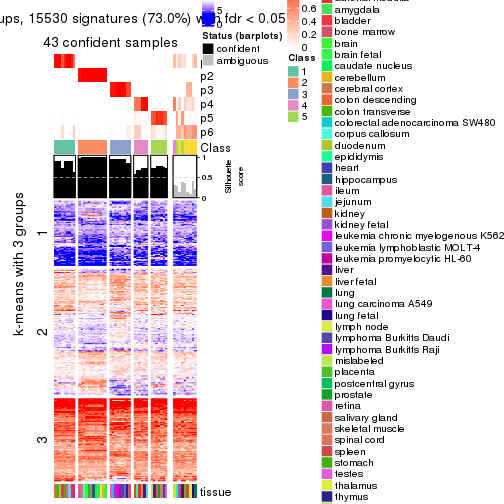 ups, 15530 signatures (73.0%) with fdr < 0.05
43 confident samples
p2
p3
p4
p5
p6
Class
1
0.5
0
Silhouette
score
k-means with 3 groups
1
2
3
tissue
5
0
Status (barplots)
confident
ambiguous
0.6
0.4
0.2
0
Class
1
2
3
4
5
amygdala
bladder
bone marrow
brain
brain fetal
caudate nucleus
cerebellum
cerebral cortex
colon descending
colon transverse
colorectal adenocarcinoma SW480
corpus callosum
duodenum
epididymis
heart
hippocampus
ileum
jejunum
kidney
kidney fetal
leukemia chronic myelogenous K562
leukemia lymphoblastic MOLT-4
leukemia promyelocytic HL-60
liver
liver fetal
lung
lung carcinoma A549
lung fetal
lymph node
lymphoma Burkitts Daudi
lymphoma Burkitts Raji
mislabeled
placenta
postcentral gyrus
prostate
retina
salivary gland
skeletal muscle
spinal cord
spleen
stomach
testes
thalamus
thymus